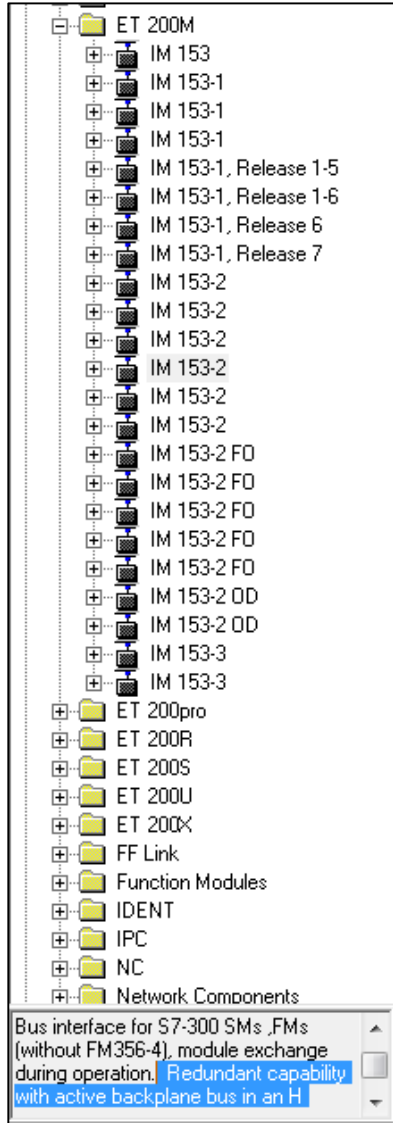 ET 200M
IM 153
IM 153-1
IM 153-1
IM 153-1
IM 153-1, Release 1-5
IM 153-1, Release 1-6
IM 153-1, Release 6
IM 153-1, Release 7
IM 153-2
IM 153-2
IM 153-2
IM 153-2
IM 153-2
IM 153-2
IM 153-2 FO
IM 153-2 FO
IM 153-2 FO
IM 153-2 FO
IM 153-2 FO
IM 153-2 OD
IM 153-2 OD
IM 153-3
IM 153-3
ET 200pro
ET 200R
ET 200S
ET 200U
ET 200X
FF Link
Function Modules
IDENT
IPC
NC
Network Components
Bus interface for S7-300 SMs ,FMs
(without FM356-4), module exchange
during operation.  Redundant capability
with active backplane bus in an H